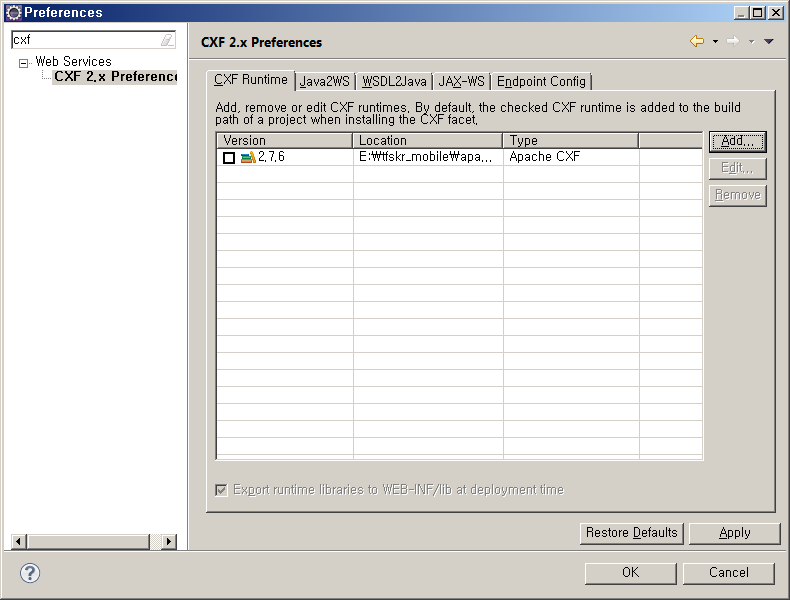 Preferences
cxf
Web Services
CXF 2.x Preference
CXF 2.x Preferences
CXF Runtime
Java2WS
WSDL2Java
JAX-WS
Endpoint Config
Add, remove or edit CXF runtimes. By default, the checked CXF runtime is added to the build
path of a project when installing the CXF facet.
Version Location Type
2.7.6 E:₩tfskr_mobile₩apa... Apache CXF
Add...
Edit...
Remove
Export runtime libraries to WEB-INF/lib at deployment time
Restore Defaults
Apply
?
OK
Cancel